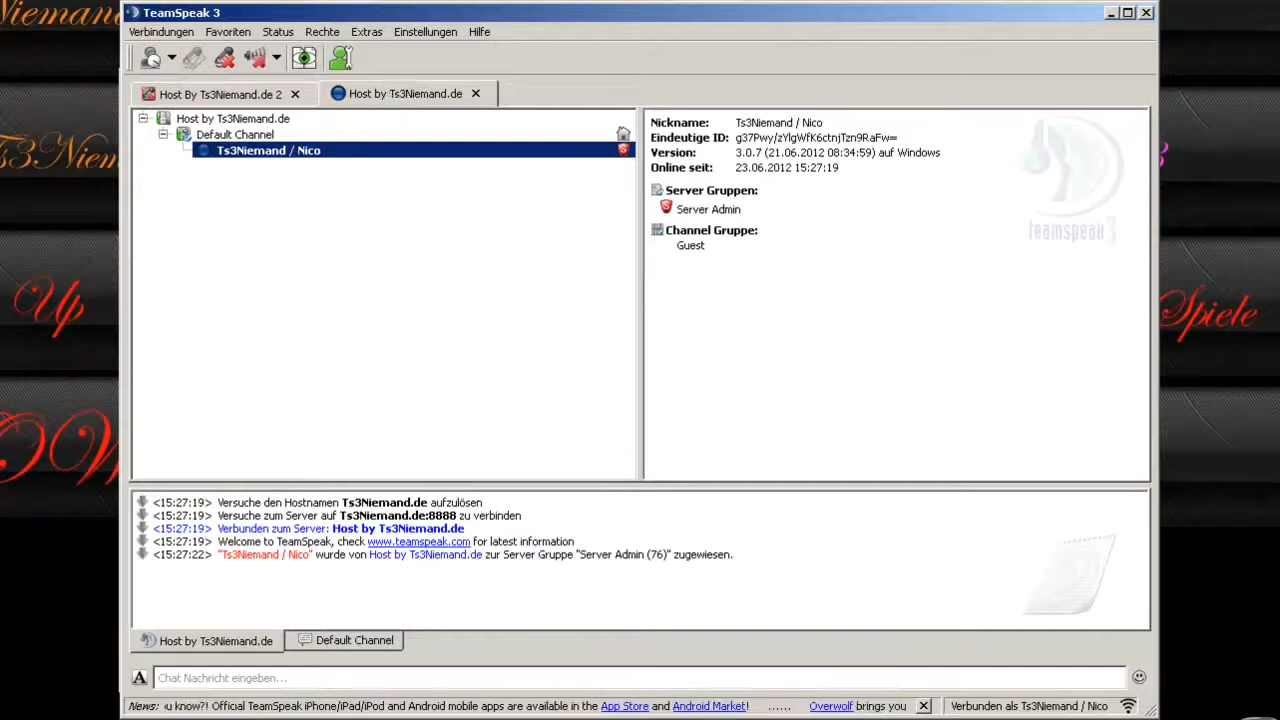 Niemann
TeamSpeak 3
Verbindungen Favoriten Status Rechte Extras Einstellungen Hilfe
Host By Ts3Niemand.de 2
Host by Ts3Niemand.de
Host by Ts3Niemand.de
Default Channel
Ts3Niemand / Nico
Nickname: Ts3Niemand / Nico
Eindeutige ID: g37Pwy/zYlgWfK6ctnjTzn9RaFw=
Version: 3.0.7 (21.06.2012 08:34:59) auf Windows
Online seit: 23.06.2012 15:27:19
Server Gruppen:
Server Admin
Channel Gruppe:
Guest
teamspeak 3
Ts3Niem
3
Up
Spiele
<15:27:19> Versuche den Hostnamen Ts3Niemand.de aufzulösen
<15:27:19> Versuche zum Server auf Ts3Niemand.de:8888 zu verbinden
<15:27:19> Verbunden zum Server: Host by Ts3Niemand.de
<15:27:19> Welcome to TeamSpeak, check www.teamspeak.com for latest information
<15:27:22> "Ts3Niemand / Nico" wurde von Host by Ts3Niemand.de zur Server Gruppe "Server Admin (76)" zugewiesen.
Host by Ts3Niemand.de
Default Channel
A Chat Nachricht eingeben...
News: u know?! Official TeamSpeak iPhone/iPad/iPod and Android mobile apps are available in the App Store and Android Market! ...... Overwolf brings you
Verbunden als Ts3Niemand / Nico